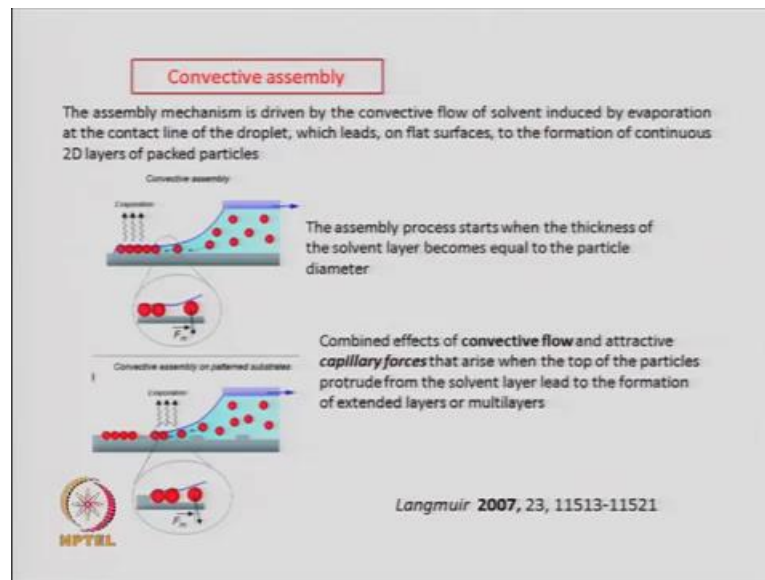 Convective assembly
The assembly mechanism is driven by the convective flow of solvent induced by evaporation
at the contact line of the droplet, which leads, on flat surfaces, to the formation of continuous
2D layers of packed particles
Convective assembly
Evaporation
The assembly process starts when the thickness of
the solvent layer becomes equal to the particle
diameter
Combined effects of convective flow and attractive
capillary forces that arise when the top of the particles
protrude from the solvent layer lead to the formation
of extended layers or multilayers
Convective assembly on patterned substrates
Evaporation
Langmuir 2007, 23, 11513-11521
NPTEL